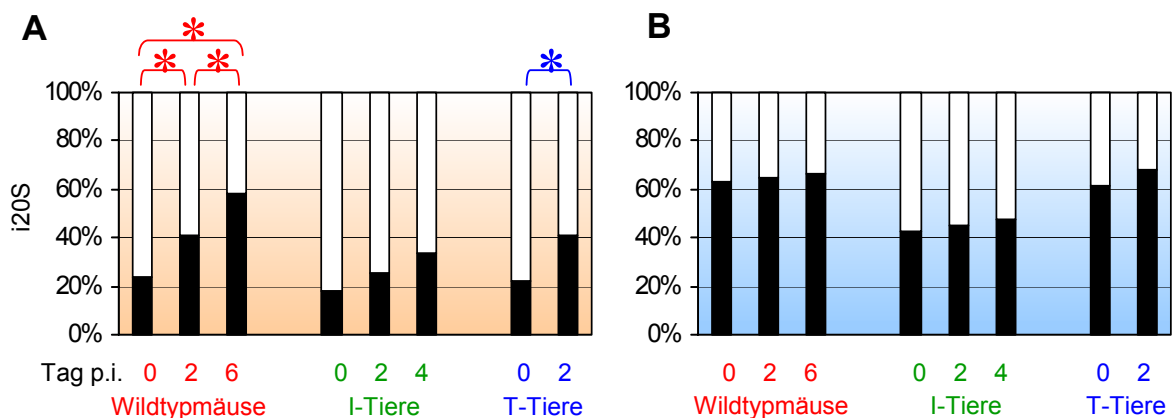 A
B
* * *
*
100%
80%
60%
40%
20%
0%
i20S
100%
80%
60%
40%
20%
0%
Tag p.i. 0 2 6 0 2 4 0 2
Wildtypmäuse I-Tiere T-Tiere
0 2 6 0 2 4 0 2
Wildtypmäuse I-Tiere T-Tiere